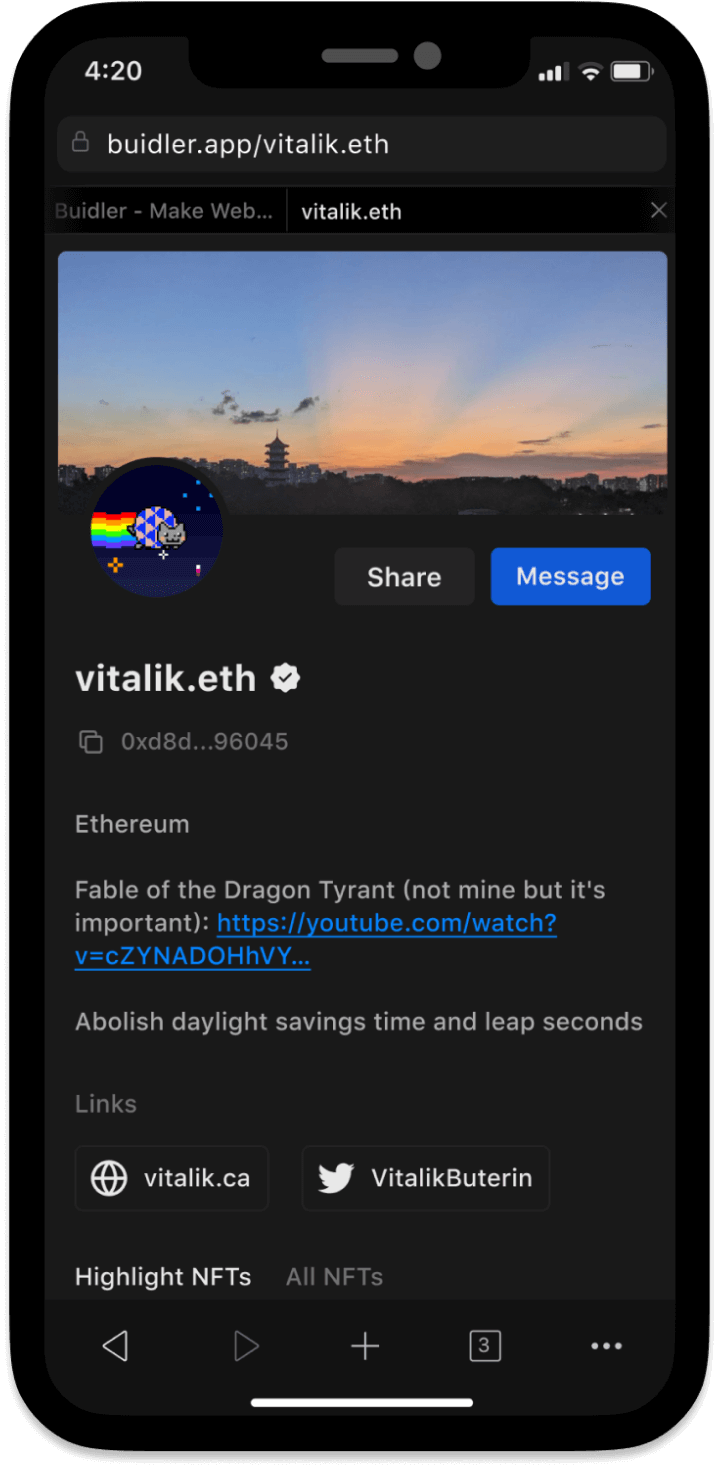 4:20
buidler.app/vitalik.eth
Buidler - Make Web...
vitalik.eth
Share
Message
vitalik.eth
0xd8d...96045
Ethereum
Fable of the Dragon Tyrant (not mine but it's
important): https://youtube.com/watch?
v=cZYNADOHhVY...
Abolish daylight savings time and leap seconds
Links
vitalik.ca
VitalikButerin
Highlight NFTs
All NFTs
3